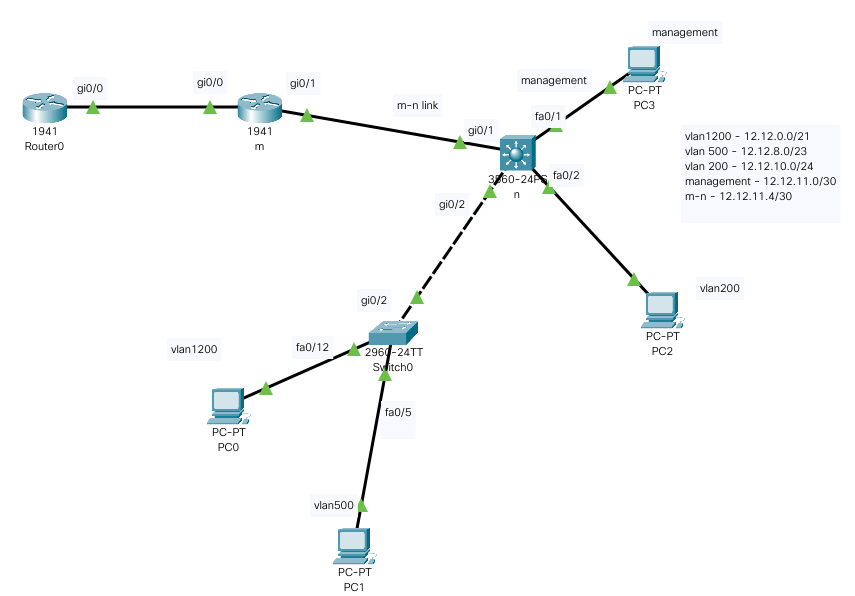 management
management
PC-PT
PC3
gi0/0
gi0/0
gi0/1
1941
Router0
1941
m
m-n link
gi0/1
fa0/1
vlan1200 - 12.12.0.0/21
vlan 500 - 12.12.8.0/23
vlan 200 - 12.12.10.0/24
management - 12.12.11.0/30
m-n - 12.12.11.4/30
fa0/2
n
gi0/2
vlan200
PC-PT
PC2
gi0/2
vlan1200
fa0/12
2960-24TT
Switch0
fa0/5
PC-PT
PC0
vlan500
PC-PT
PC1